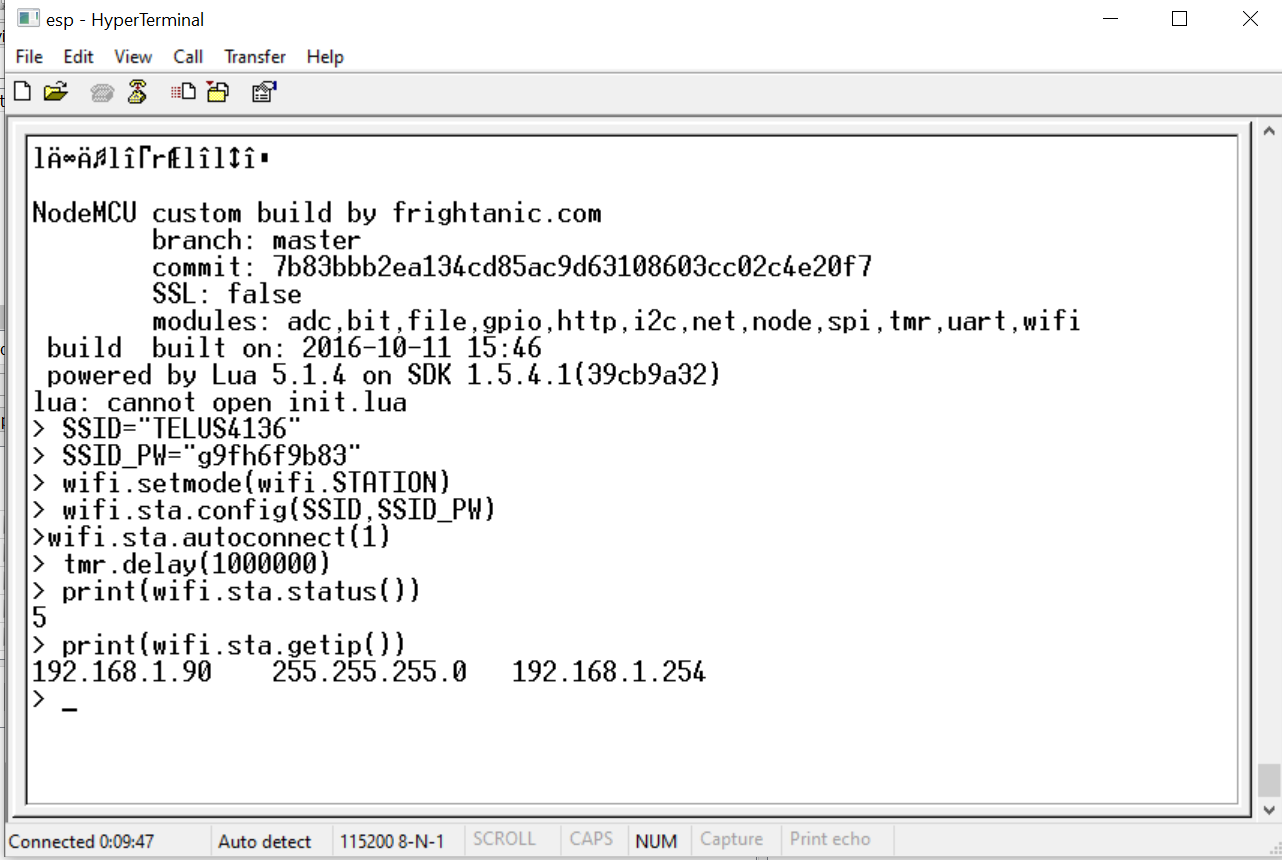 esp - HyperTerminal
File Edit View Call Transfer Help
NodeMCU custom build by frightanic.com
branch: master
commit: 7b83bbb2ea134cd85ac9d63108603cc02c4e20f7
SSL: false
modules: adc,bit,file,gpio,http,i2c,net,node,spi,tmr,uart,wifi
build built on: 2016-10-11 15:46
powered by Lua 5.1.4 on SDK 1.5.4.1(39cb9a32)
lua: cannot open init.lua
> SSID="TELUS4136"
> SSID_PW="g9fh6f9b83"
> wifi.setmode(wifi.STATION)
> wifi.sta.config(SSID,SSID_PW)
>wifi.sta.autoconnect(1)
> tmr.delay(1000000)
> print(wifi.sta.status())
5
> print(wifi.sta.getip())
192.168.1.90 255.255.255.0 192.168.1.254
> _
Connected 0:09:47 Auto detect 115200 8-N-1 SCROLL CAPS NUM Capture Print echo